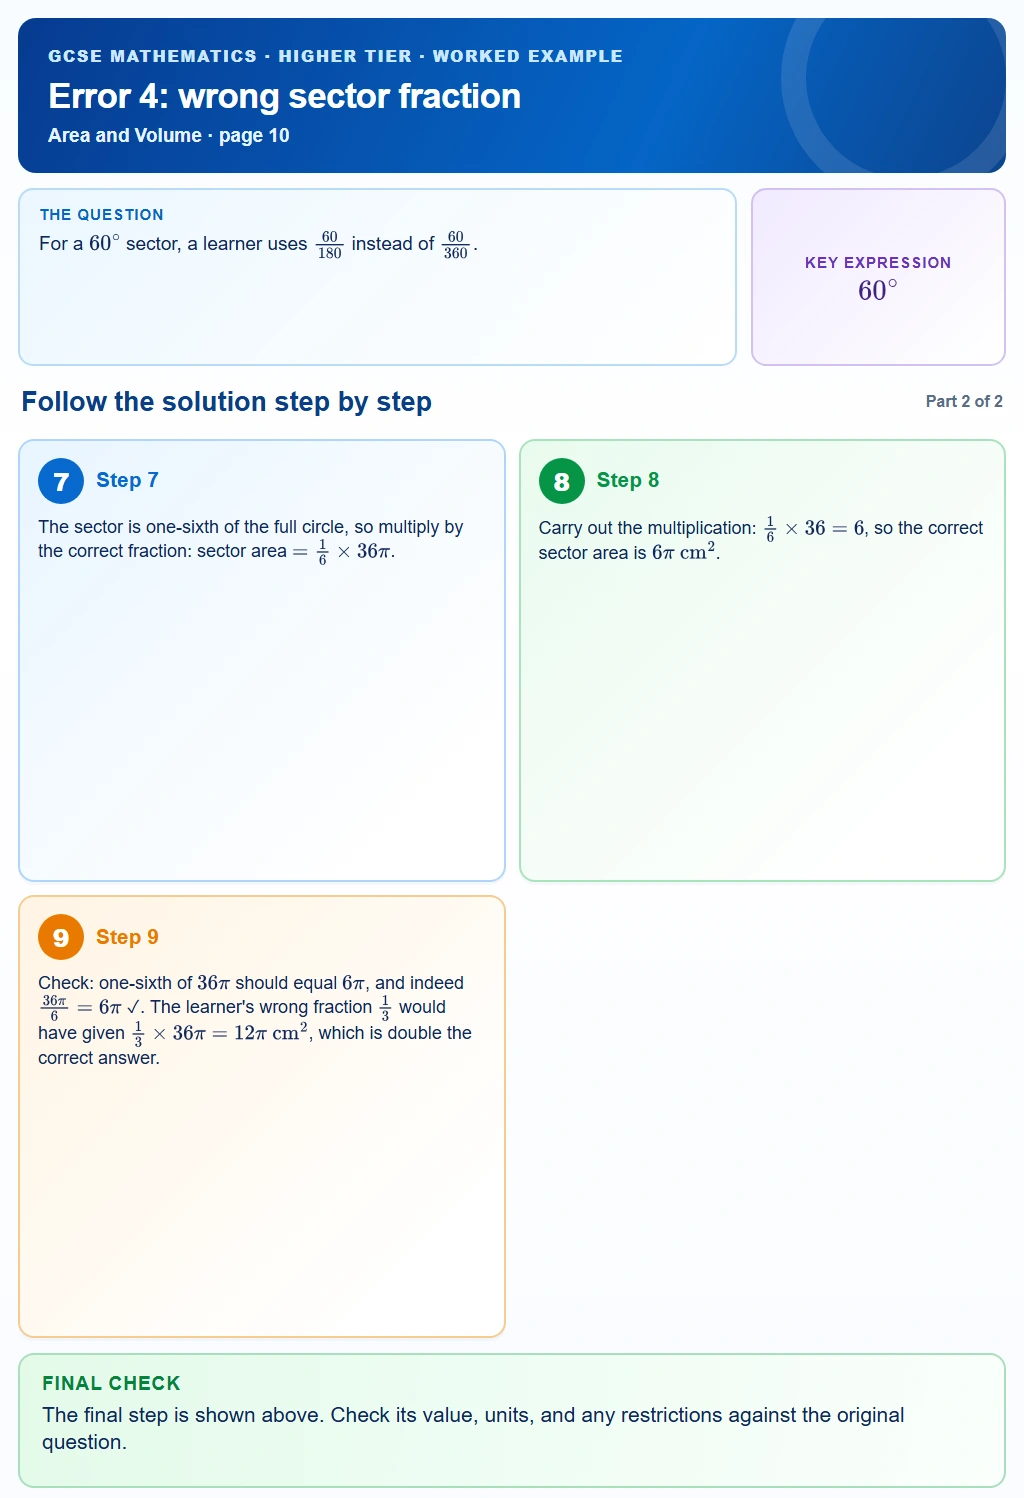 GCSE MATHEMATICS · HIGHER TIER · WORKED EXAMPLE
Error 4: wrong sector fraction
Area and Volume · page 10
THE QUESTION
For a 60° sector, a learner uses 60/180 instead of 60/360.
KEY EXPRESSION
60°
Follow the solution step by step
Part 2 of 2
7 Step 7
The sector is one-sixth of the full circle, so multiply by
the correct fraction: sector area = 1/6 × 36π.
8 Step 8
Carry out the multiplication: 1/6 × 36 = 6, so the correct
sector area is 6π cm².
9 Step 9
Check: one-sixth of 36π should equal 6π, and indeed
36π/6 = 6π ✓. The learner's wrong fraction 1/3 would
have given 1/3 × 36π = 12π cm², which is double the
correct answer.
FINAL CHECK
The final step is shown above. Check its value, units, and any restrictions against the original
question.